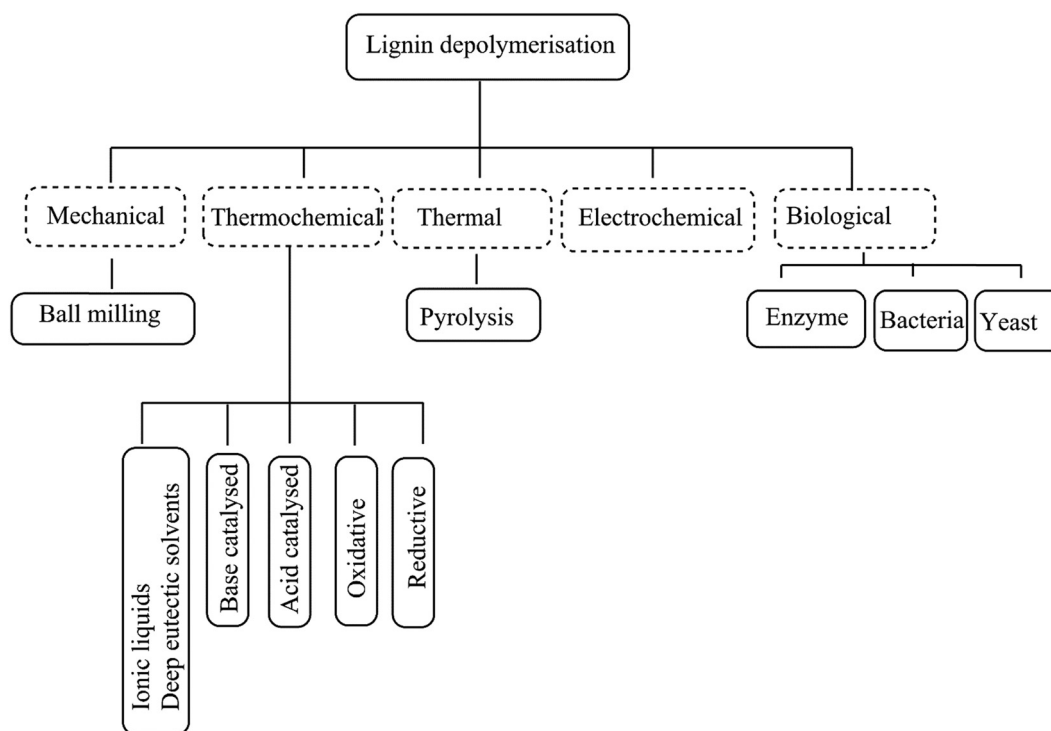 Lignin depolymerisation
Mechanical
Thermochemical
Thermal
Electrochemical
Biological
Ball milling
Pyrolysis
Enzyme
Bacteria
Yeast
Ionic liquids
Deep eutectic solvents
Base catalysed
Acid catalysed
Oxidative
Reductive